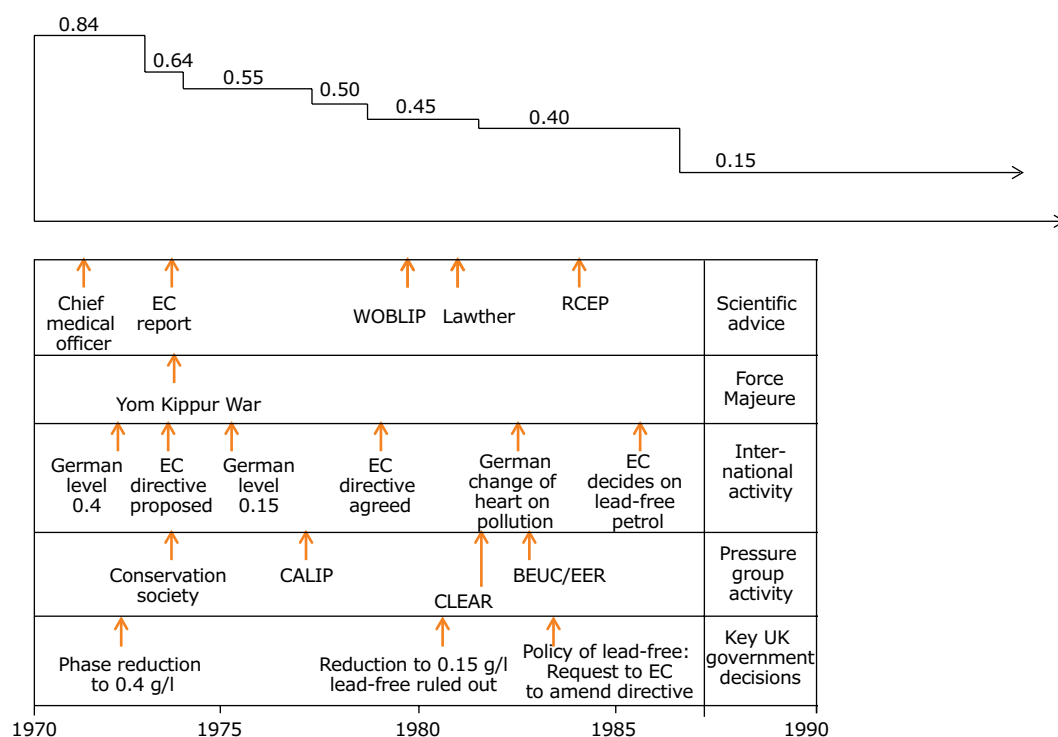 0.84
0.64
0.55
0.50
0.45
0.40
0.15
Chief
medical
officer
EC
report
WOBLIP
Lawther
RCEP
Scientific
advice
Yom Kippur War
Force
Majeure
German
level
0.4
EC
directive
proposed
German
level
0.15
EC
directive
agreed
German
change of
heart on
pollution
EC
decides on
lead-free
petrol
Inter-
national
activity
Conservation
society
CALIP
CLEAR
BEUC/EER
Pressure
group
activity
Phase reduction
to 0.4 g/l
Reduction to 0.15 g/l
lead-free ruled out
Policy of lead-free:
Request to EC
to amend directive
Key UK
government
decisions
1970
1975
1980
1985
1990